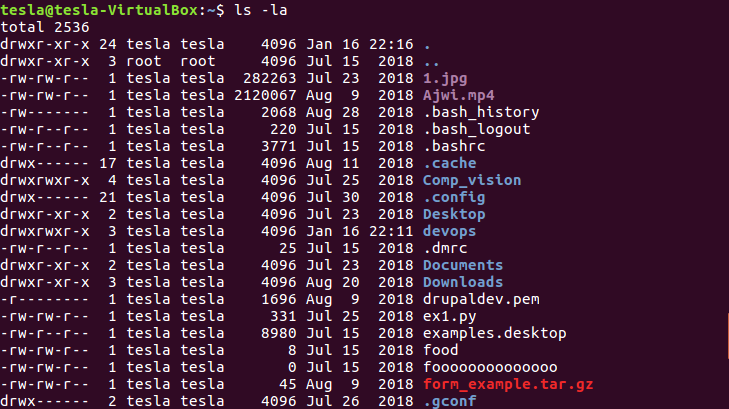 tesla@tesla-VirtualBox:~$ ls -la
total 2536
drwxr-xr-x 24 tesla tesla    4096 Jan 16 22:16 .
drwxr-xr-x  3 root  root     4096 Jul 15  2018 ..
-rw-rw-r--  1 tesla tesla  282263 Jul 23  2018 1.jpg
-rw-rw-r--  1 tesla tesla 2120067 Aug  9  2018 Ajwi.mp4
-rw-------  1 tesla tesla    2068 Aug 28  2018 .bash_history
-rw-r--r--  1 tesla tesla     220 Jul 15  2018 .bash_logout
-rw-r--r--  1 tesla tesla    3771 Jul 15  2018 .bashrc
drwx------ 17 tesla tesla    4096 Aug 11  2018 .cache
drwxrwxr-x  4 tesla tesla    4096 Jul 25  2018 Comp_vision
drwx------ 21 tesla tesla    4096 Jul 30  2018 .config
drwxr-xr-x  2 tesla tesla    4096 Jul 23  2018 Desktop
drwxrwxr-x  3 tesla tesla    4096 Jan 16 22:11 devops
-rw-r--r--  1 tesla tesla      25 Jul 15  2018 .dmrc
drwxr-xr-x  2 tesla tesla    4096 Jul 23  2018 Documents
drwxr-xr-x  3 tesla tesla    4096 Aug 20  2018 Downloads
-r--------  1 tesla tesla    1696 Aug  9  2018 drupaldev.pem
-rw-rw-r--  1 tesla tesla     331 Jul 25  2018 ex1.py
-rw-r--r--  1 tesla tesla    8980 Jul 15  2018 examples.desktop
-rw-rw-r--  1 tesla tesla       8 Jul 15  2018 food
-rw-rw-r--  1 tesla tesla       0 Jul 15  2018 foooooooooooooo
-rw-rw-r--  1 tesla tesla      45 Aug  9  2018 form_example.tar.gz
drwx------  2 tesla tesla    4096 Jul 26  2018 .gconf